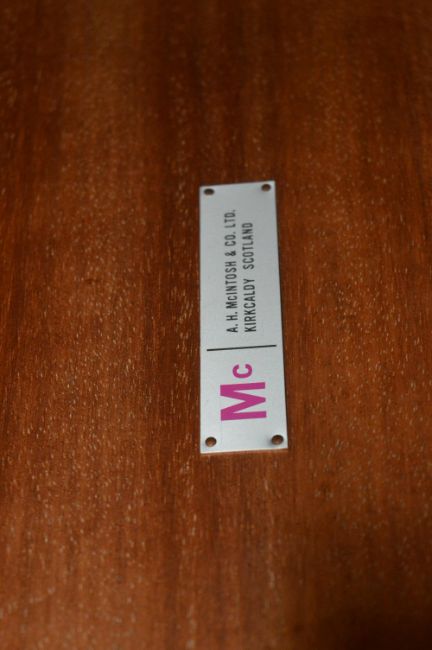 Mc
A. H. McINTOSH & CO. LTD.
KIRKCALDY SCOTLAND